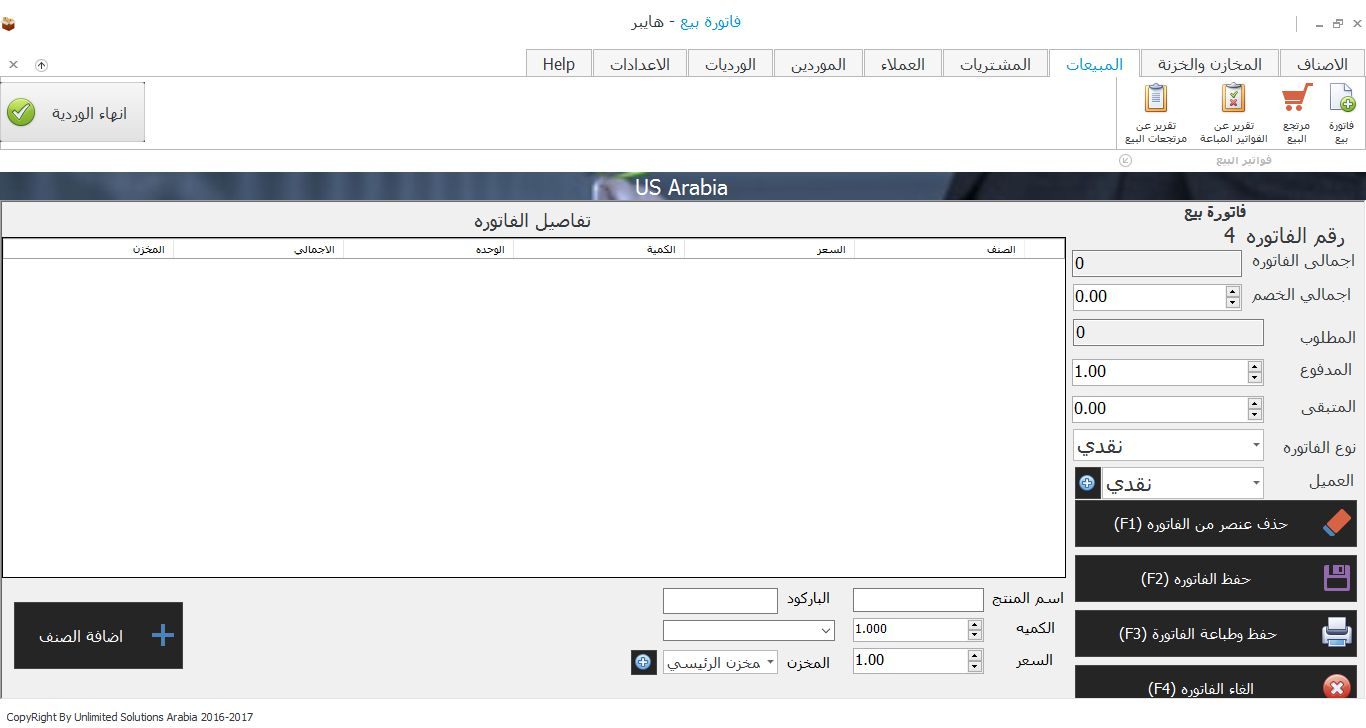 فاتورة بيع - هايبر
الاصناف
المخازن والخزنة
المبيعات
المشتريات
العملاء
الموردين
الورديات
الاعدادات
Help
فاتورة بيع
مرتجع البيع
تقرير عن الفواتير المباعة
تقرير عن مرتجعات البيع
فواتير البيع
انهاء الوردية
US Arabia
فاتورة بيع
رقم الفاتوره 4
اجمالى الفاتوره 0
اجمالي الخصم 0.00
المطلوب 0
المدفوع 1.00
المتبقى 0.00
نوع الفاتوره نقدي
العميل نقدي
حذف عنصر من الفاتوره (F1)
حفظ الفاتوره (F2)
حفظ وطباعة الفاتورة (F3)
الغاء الفاتوره (F4)
تفاصيل الفاتوره
الصنف السعر الكمية الوحده الاجمالي المخزن
اسم المنتج الباركود
الكميه 1.000
السعر 1.00 المخزن مخزن الرئيسي
اضافة الصنف
CopyRight By Unlimited Solutions Arabia 2016-2017